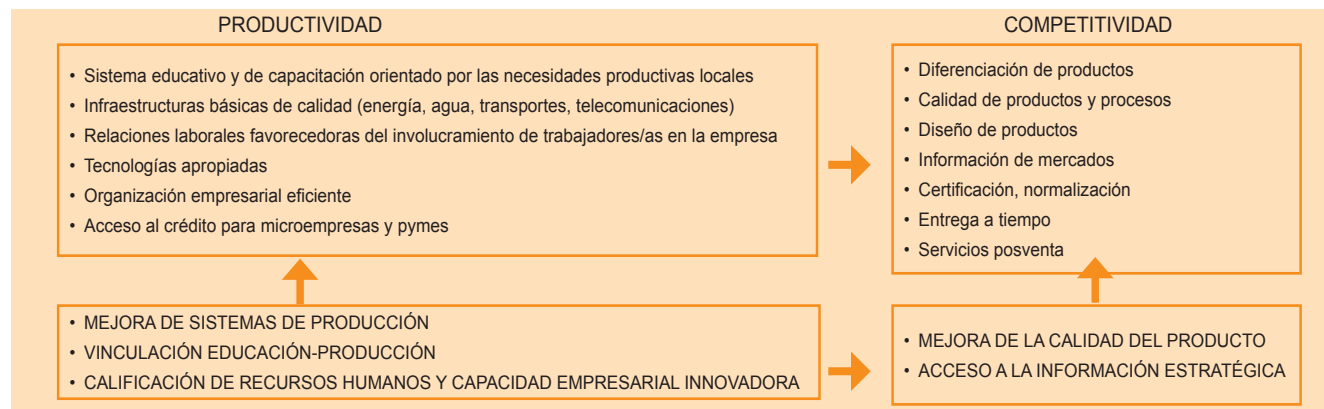 PRODUCTIVIDAD
• Sistema educativo y de capacitación orientado por las necesidades productivas locales
• Infraestructuras básicas de calidad (energía, agua, transportes, telecomunicaciones)
• Relaciones laborales favorecedoras del involucramiento de trabajadores/as en la empresa
• Tecnologías apropiadas
• Organización empresarial eficiente
• Acceso al crédito para microempresas y pymes
COMPETITIVIDAD
• Diferenciación de productos
• Calidad de productos y procesos
• Diseño de productos
• Información de mercados
• Certificación, normalización
• Entrega a tiempo
• Servicios posventa
• MEJORA DE SISTEMAS DE PRODUCCIÓN
• VINCULACIÓN EDUCACIÓN-PRODUCCIÓN
• CALIFICACIÓN DE RECURSOS HUMANOS Y CAPACIDAD EMPRESARIAL INNOVADORA
• MEJORA DE LA CALIDAD DEL PRODUCTO
• ACCESO A LA INFORMACIÓN ESTRATÉGICA